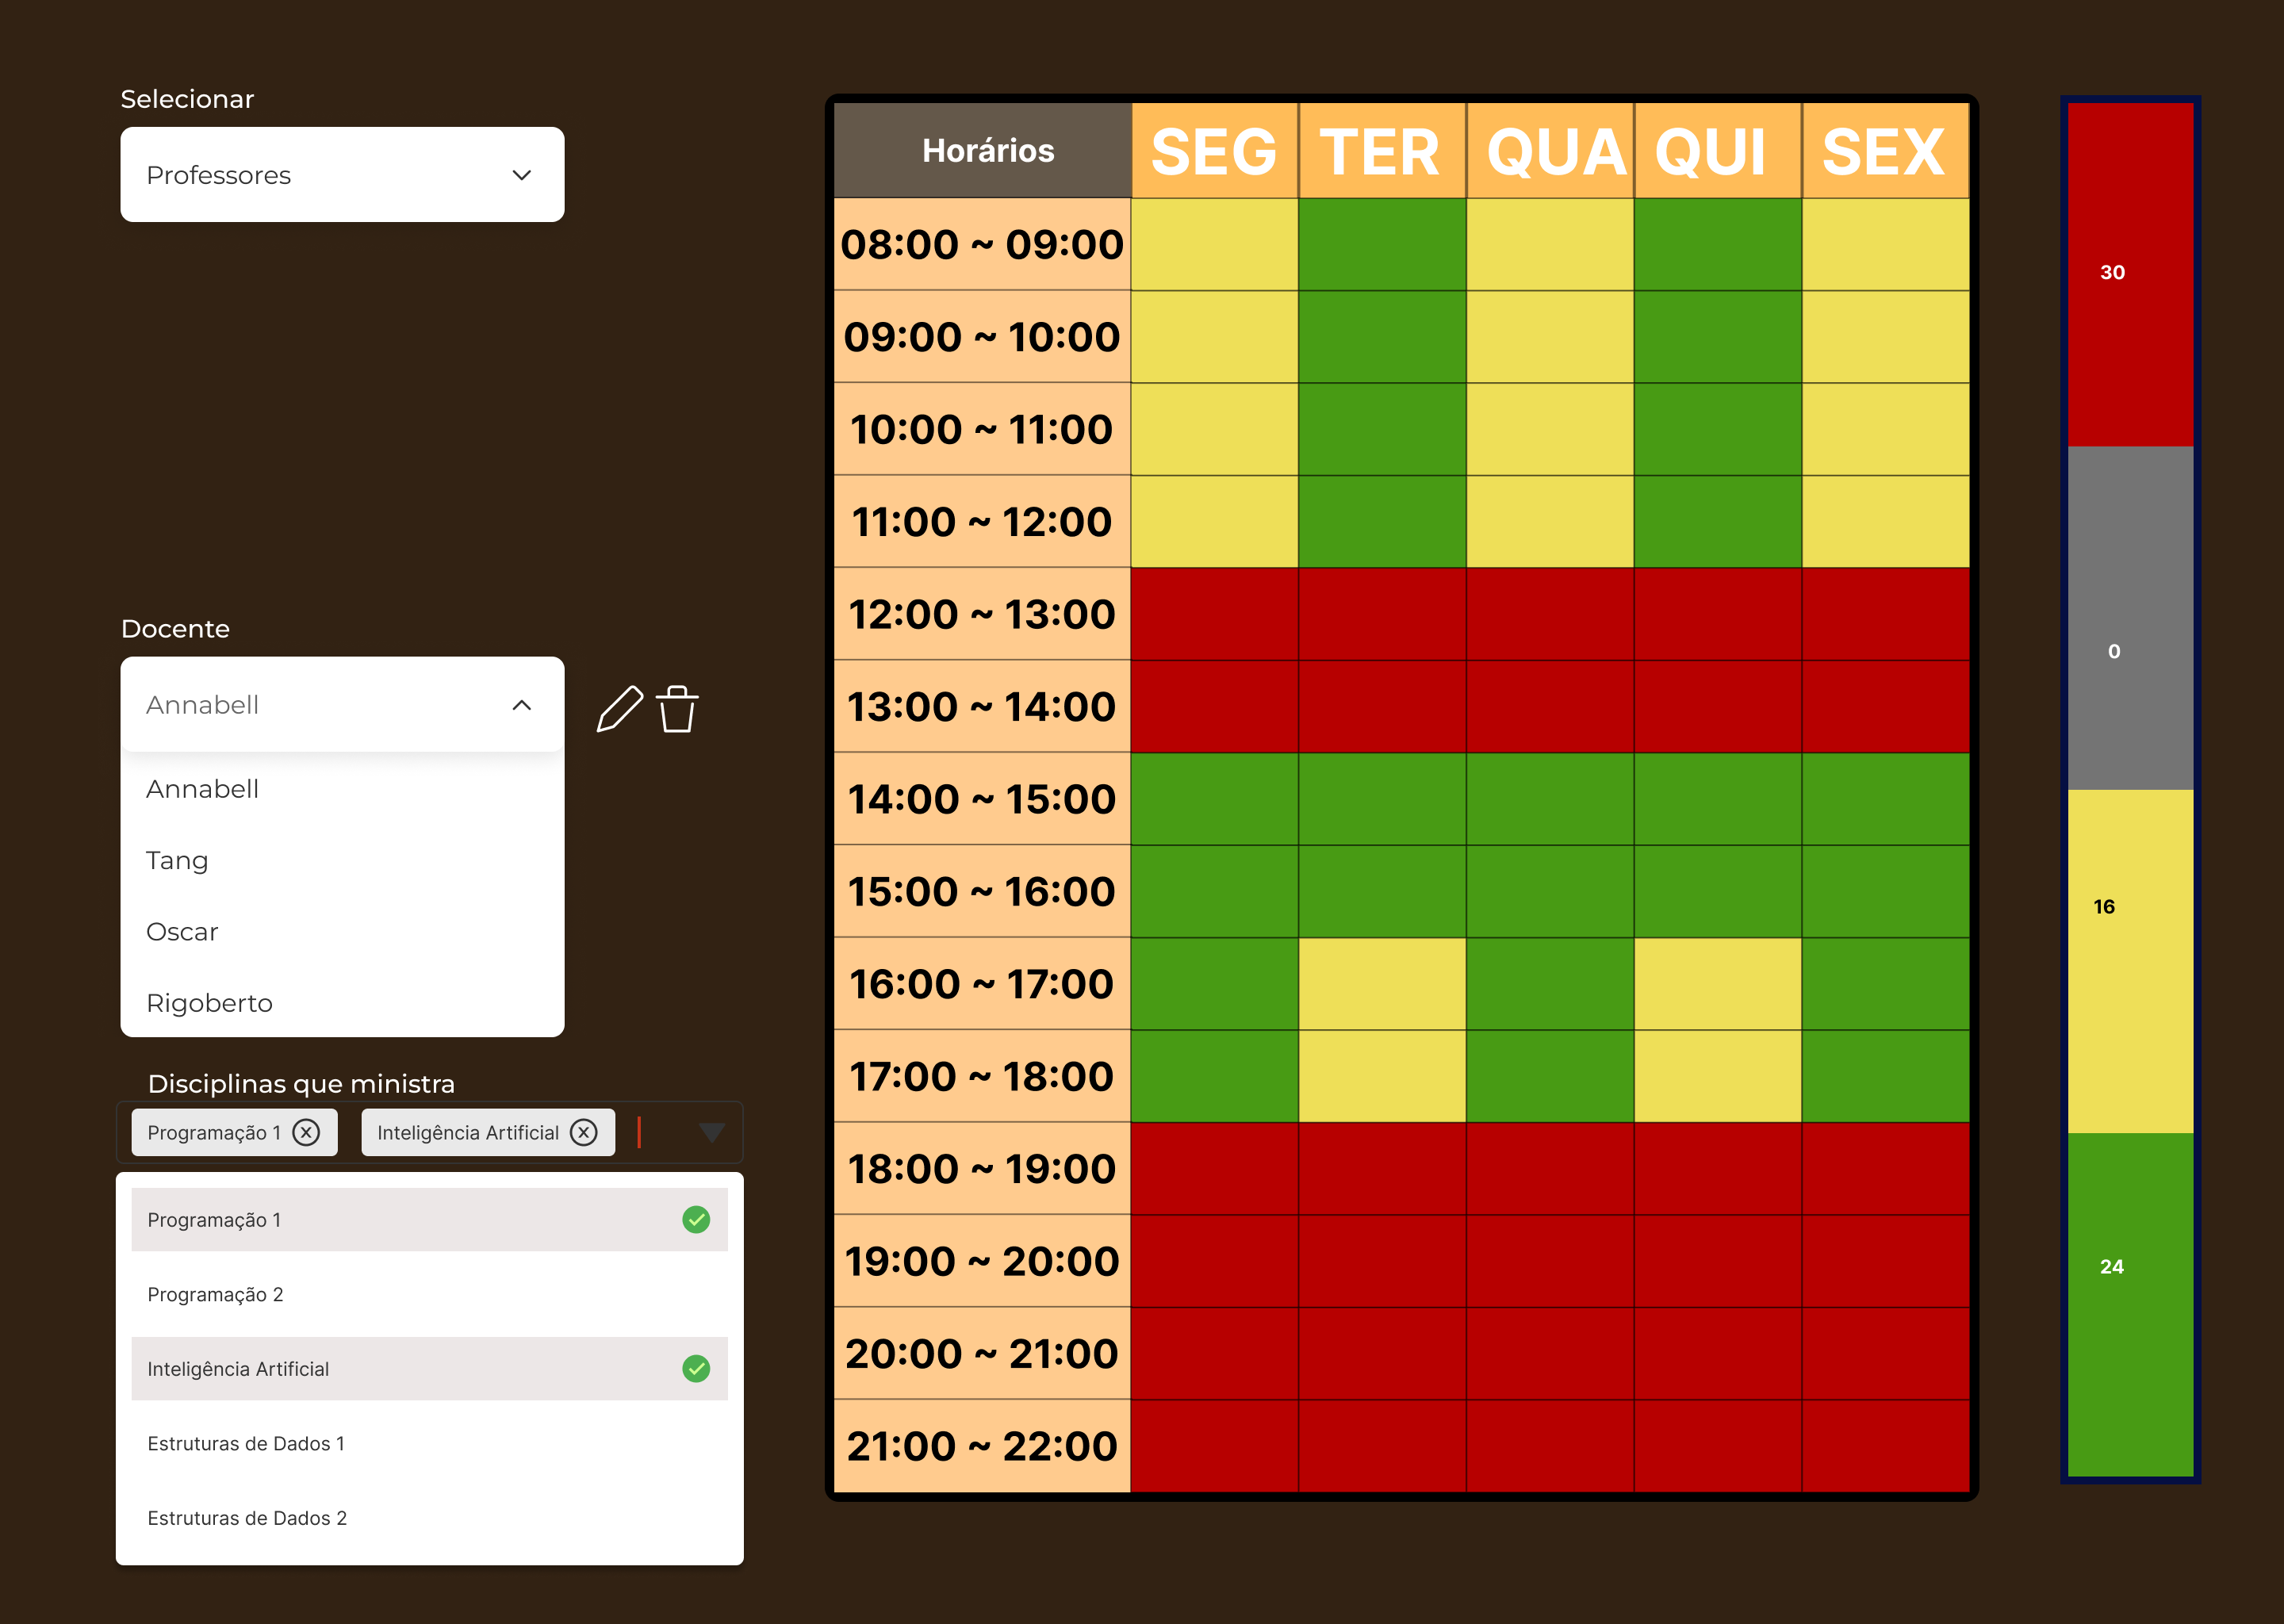 Selecionar
Professores
Docente
Annabell
Annabell
Tang
Oscar
Rigoberto
Disciplinas que ministra
Programação 1 Inteligência Artificial
Programação 1
Programação 2
Inteligência Artificial
Estruturas de Dados 1
Estruturas de Dados 2
Horários SEG TER QUA QUI SEX
08:00 ~ 09:00
09:00 ~ 10:00
10:00 ~ 11:00
11:00 ~ 12:00
12:00 ~ 13:00
13:00 ~ 14:00
14:00 ~ 15:00
15:00 ~ 16:00
16:00 ~ 17:00
17:00 ~ 18:00
18:00 ~ 19:00
19:00 ~ 20:00
20:00 ~ 21:00
21:00 ~ 22:00
30
0
16
24